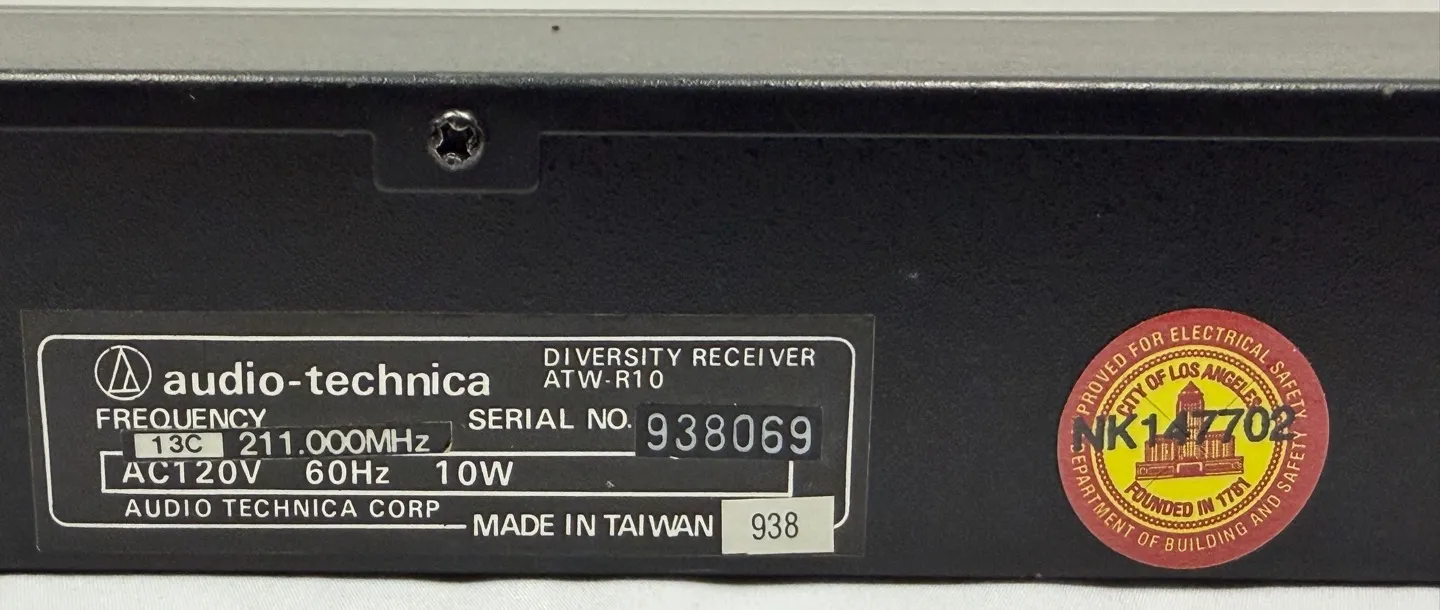 audio-technica
DIVERSITY RECEIVER
ATW-R10
FREQUENCY
13C 211.000MHz
SERIAL NO. 938069
AC120V 60Hz 10W
AUDIO TECHNICA CORP
MADE IN TAIWAN 938
PROVED FOR ELECTRICAL SAFETY
CITY OF LOS ANGELES
NK147702
FOUNDED IN 1781
DEPARTMENT OF BUILDING AND SAFETY